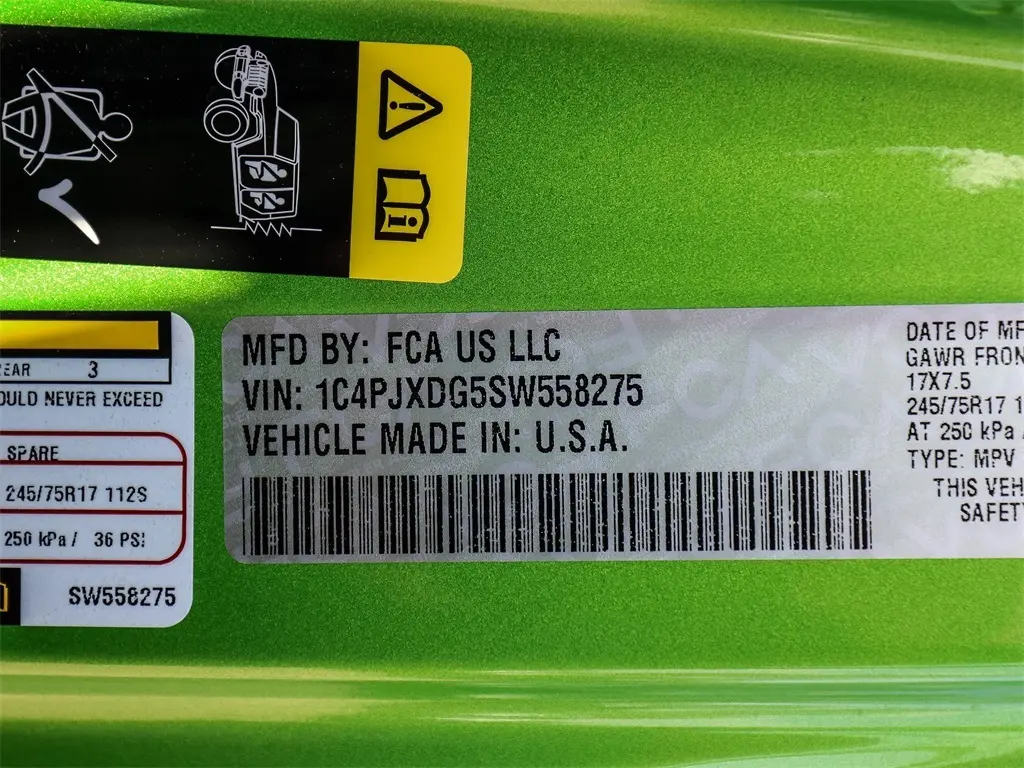 REAR 3
OULD NEVER EXCEED
SPARE
245/75R17 112S
250 kPa / 36 PSI
SW558275
MFD BY: FCA US LLC
VIN: 1C4PJXDG5SW558275
VEHICLE MADE IN: U.S.A.
DATE OF MF
GAWR FRON
17X7.5
245/75R17 1
AT 250 kPa /
TYPE: MPV
THIS VEH
SAFET